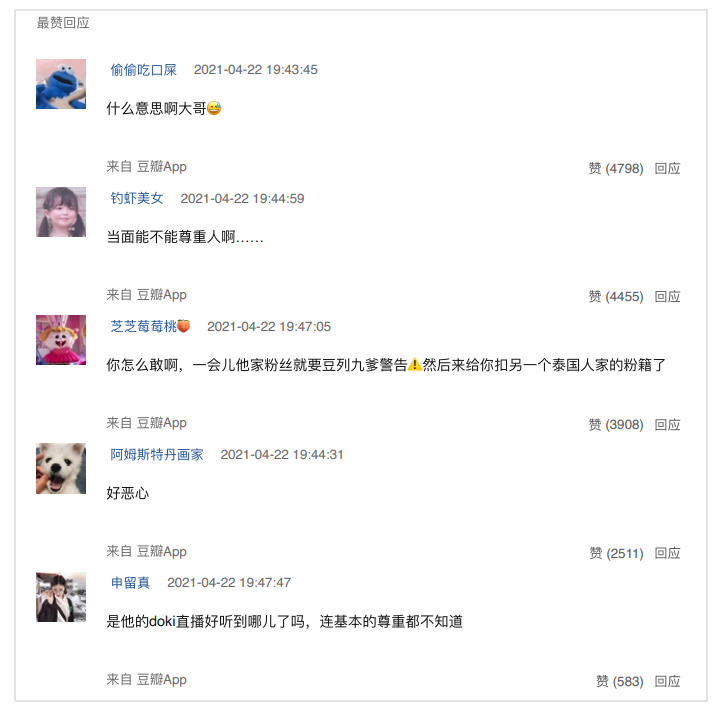 最赞回应
偷偷吃口屎 2021-04-22 19:43:45
什么意思啊大哥😅
来自 豆瓣App 赞 (4798) 回应
钓虾美女 2021-04-22 19:44:59
当面能不能尊重人啊……
来自 豆瓣App 赞 (4455) 回应
芝芝莓莓桃🍑 2021-04-22 19:47:05
你怎么敢啊，一会儿他家粉丝就要豆列九爹警告⚠️然后来给你扣另一个泰国人家的粉籍了
来自 豆瓣App 赞 (3908) 回应
阿姆斯特丹画家 2021-04-22 19:44:31
好恶心
来自 豆瓣App 赞 (2511) 回应
申留真 2021-04-22 19:47:47
是他的doki直播好听到哪儿了吗，连基本的尊重都不知道
来自 豆瓣App 赞 (583) 回应